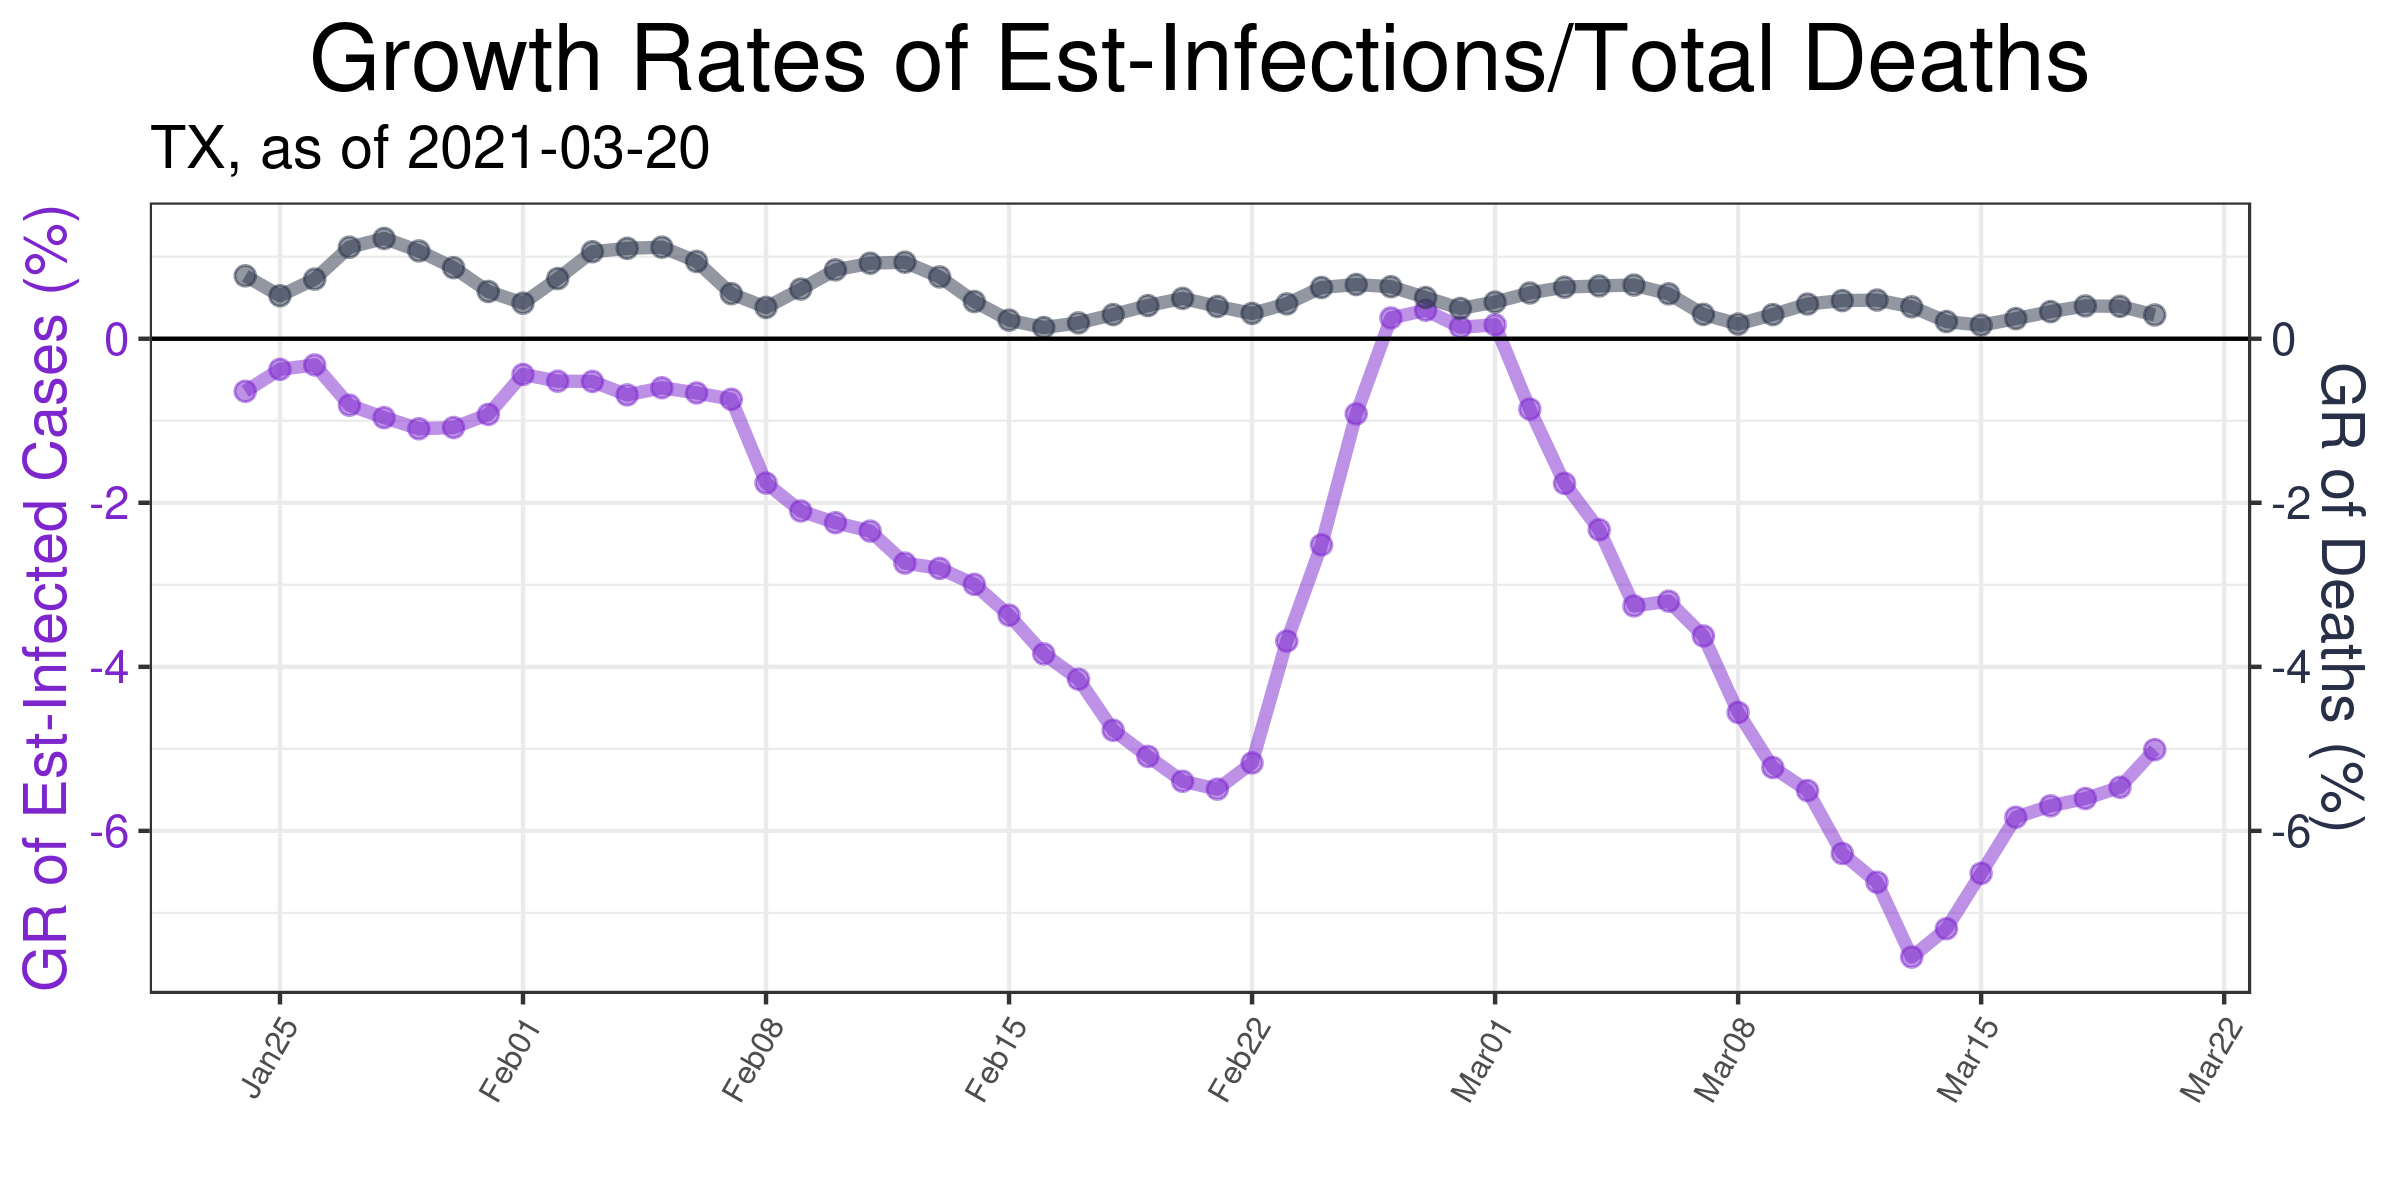 Growth Rates of Est-Infections/Total Deaths
TX, as of 2021-03-20
GR of Est-Infected Cases (%)
0
-2
-4
-6
0
-2
-4
-6
GR of Deaths (%)
Jan25
Feb01
Feb08
Feb15
Feb22
Mar01
Mar08
Mar15
Mar22